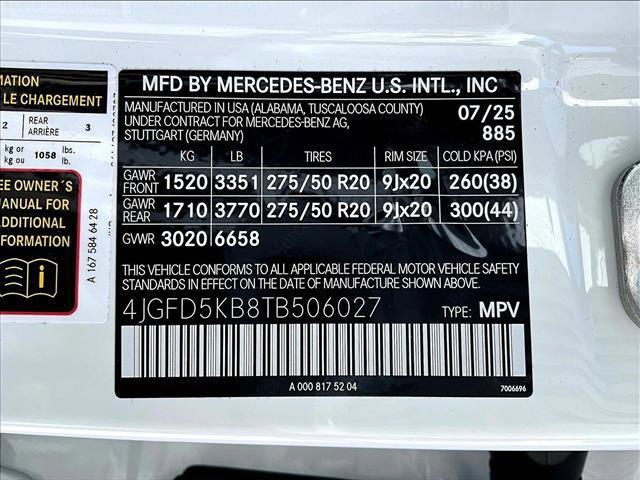 MFD BY MERCEDES-BENZ U.S. INTL., INC
MANUFACTURED IN USA (ALABAMA, TUSCALOOSA COUNTY)
UNDER CONTRACT FOR MERCEDES-BENZ AG,
STUTTGART (GERMANY)
07/25
885
KG LB TIRES RIM SIZE COLD KPA (PSI)
GAWR FRONT 1520 3351 275/50 R20 9Jx20 260(38)
GAWR REAR 1710 3770 275/50 R20 9Jx20 300(44)
GVWR 3020 6658
THIS VEHICLE CONFORMS TO ALL APPLICABLE FEDERAL MOTOR VEHICLE SAFETY
STANDARDS IN EFFECT ON THE DATE OF MANUFACTURE SHOWN ABOVE.
4JGFD5KB8TB506027 TYPE: MPV
A 000 817 52 04
7006696
MATION
LE CHARGEMENT
2 REAR ARRIÈRE 3
kg or lbs.
kg ou 1058 lb.
EE OWNER´S
MANUAL FOR
ADDITIONAL
NFORMATION
A 167 584 64 28